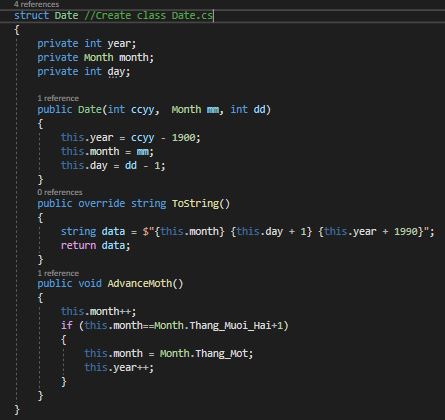 4 references
struct Date //Create class Date.cs
{
private int year;
private Month month;
private int day;
1 reference
public Date(int ccyy,  Month mm, int dd)
{
this.year = ccyy - 1900;
this.month = mm;
this.day = dd - 1;
}
0 references
public override string ToString()
{
string data = $"{this.month} {this.day + 1} {this.year + 1990}";
return data;
}
1 reference
public void AdvanceMoth()
{
this.month++;
if (this.month==Month.Thang_Muoi_Hai+1)
{
this.month = Month.Thang_Mot;
this.year++;
}
}
}